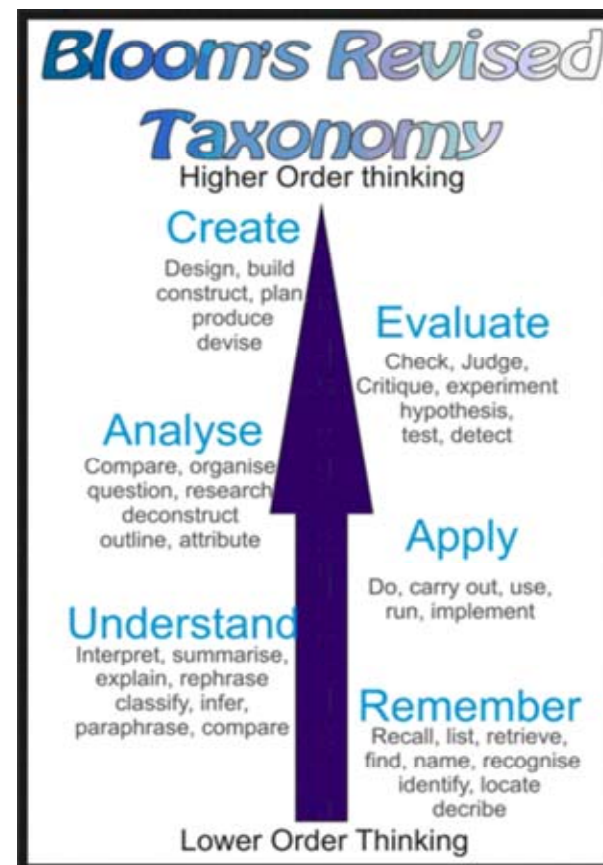 Bloom's Revised
Taxonomy
Higher Order thinking
Create
Design, build
construct, plan
produce
devise
Evaluate
Check, Judge,
Critique, experiment
hypothesis,
test, detect
Analyse
Compare, organise
question, research
deconstruct
outline, attribute
Apply
Do, carry out, use,
run, implement
Understand
Interpret, summarise,
explain, rephrase
classify, infer,
paraphrase, compare
Remember
Recall, list, retrieve,
find, name, recognise
identify, locate
decribe
Lower Order Thinking